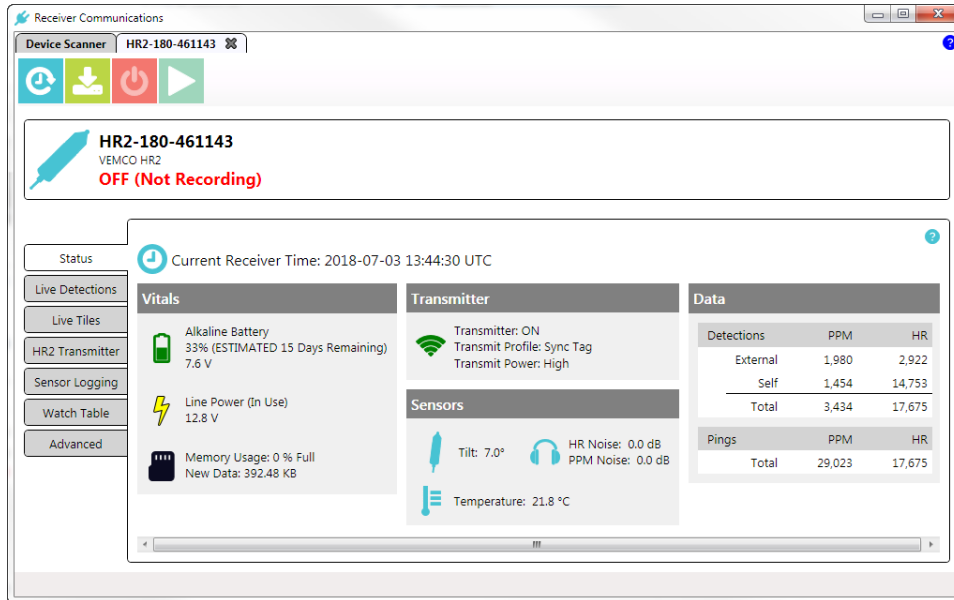 Receiver Communications
Device Scanner
HR2-180-461143
?
HR2-180-461143
VEMCO HR2
OFF (Not Recording)
Status
Live Detections
Live Tiles
HR2 Transmitter
Sensor Logging
Watch Table
Advanced
?
Current Receiver Time: 2018-07-03 13:44:30 UTC
Vitals
Alkaline Battery
33% (ESTIMATED 15 Days Remaining)
7.6 V
Line Power (In Use)
12.8 V
Memory Usage: 0 % Full
New Data: 392.48 KB
Transmitter
Transmitter: ON
Transmit Profile: Sync Tag
Transmit Power: High
Sensors
Tilt: 7.0°
HR Noise: 0.0 dB
PPM Noise: 0.0 dB
Temperature: 21.8 °C
Data
Detections PPM HR
External 1,980 2,922
Self 1,454 14,753
Total 3,434 17,675
Pings PPM HR
Total 29,023 17,675